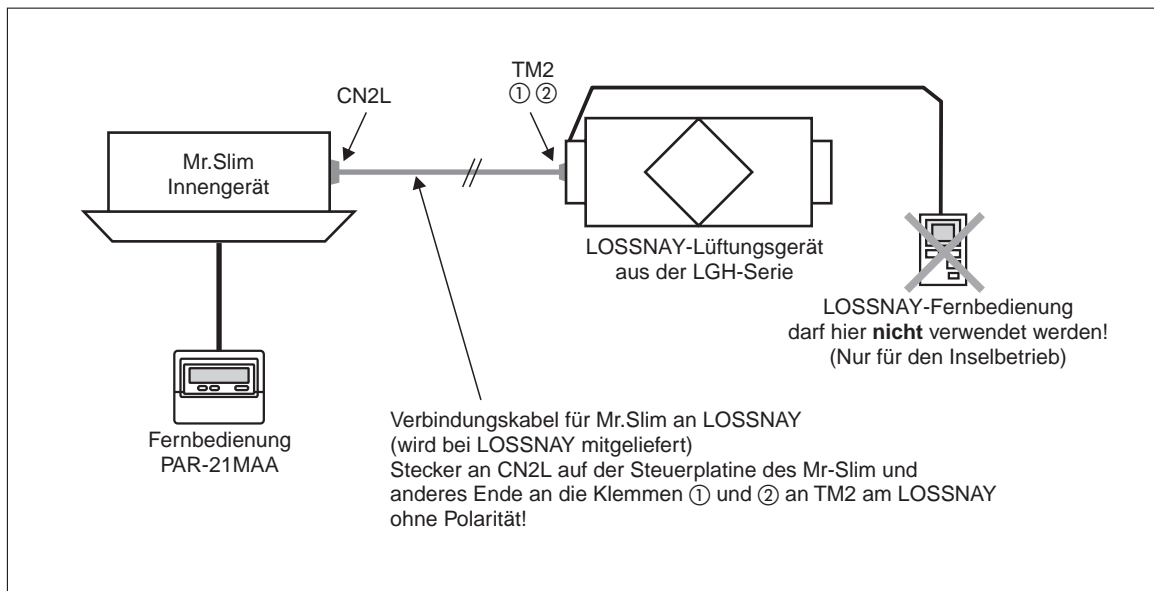 TM2
① ②
CN2L
Mr.Slim
Innengerät
LOSSNAY-Lüftungsgerät
aus der LGH-Serie
LOSSNAY-Fernbedienung
darf hier nicht verwendet werden!
(Nur für den Inselbetrieb)
Fernbedienung
PAR-21MAA
Verbindungskabel für Mr.Slim an LOSSNAY
(wird bei LOSSNAY mitgeliefert)
Stecker an CN2L auf der Steuerplatine des Mr-Slim und
anderes Ende an die Klemmen ① und ② an TM2 am LOSSNAY
ohne Polarität!